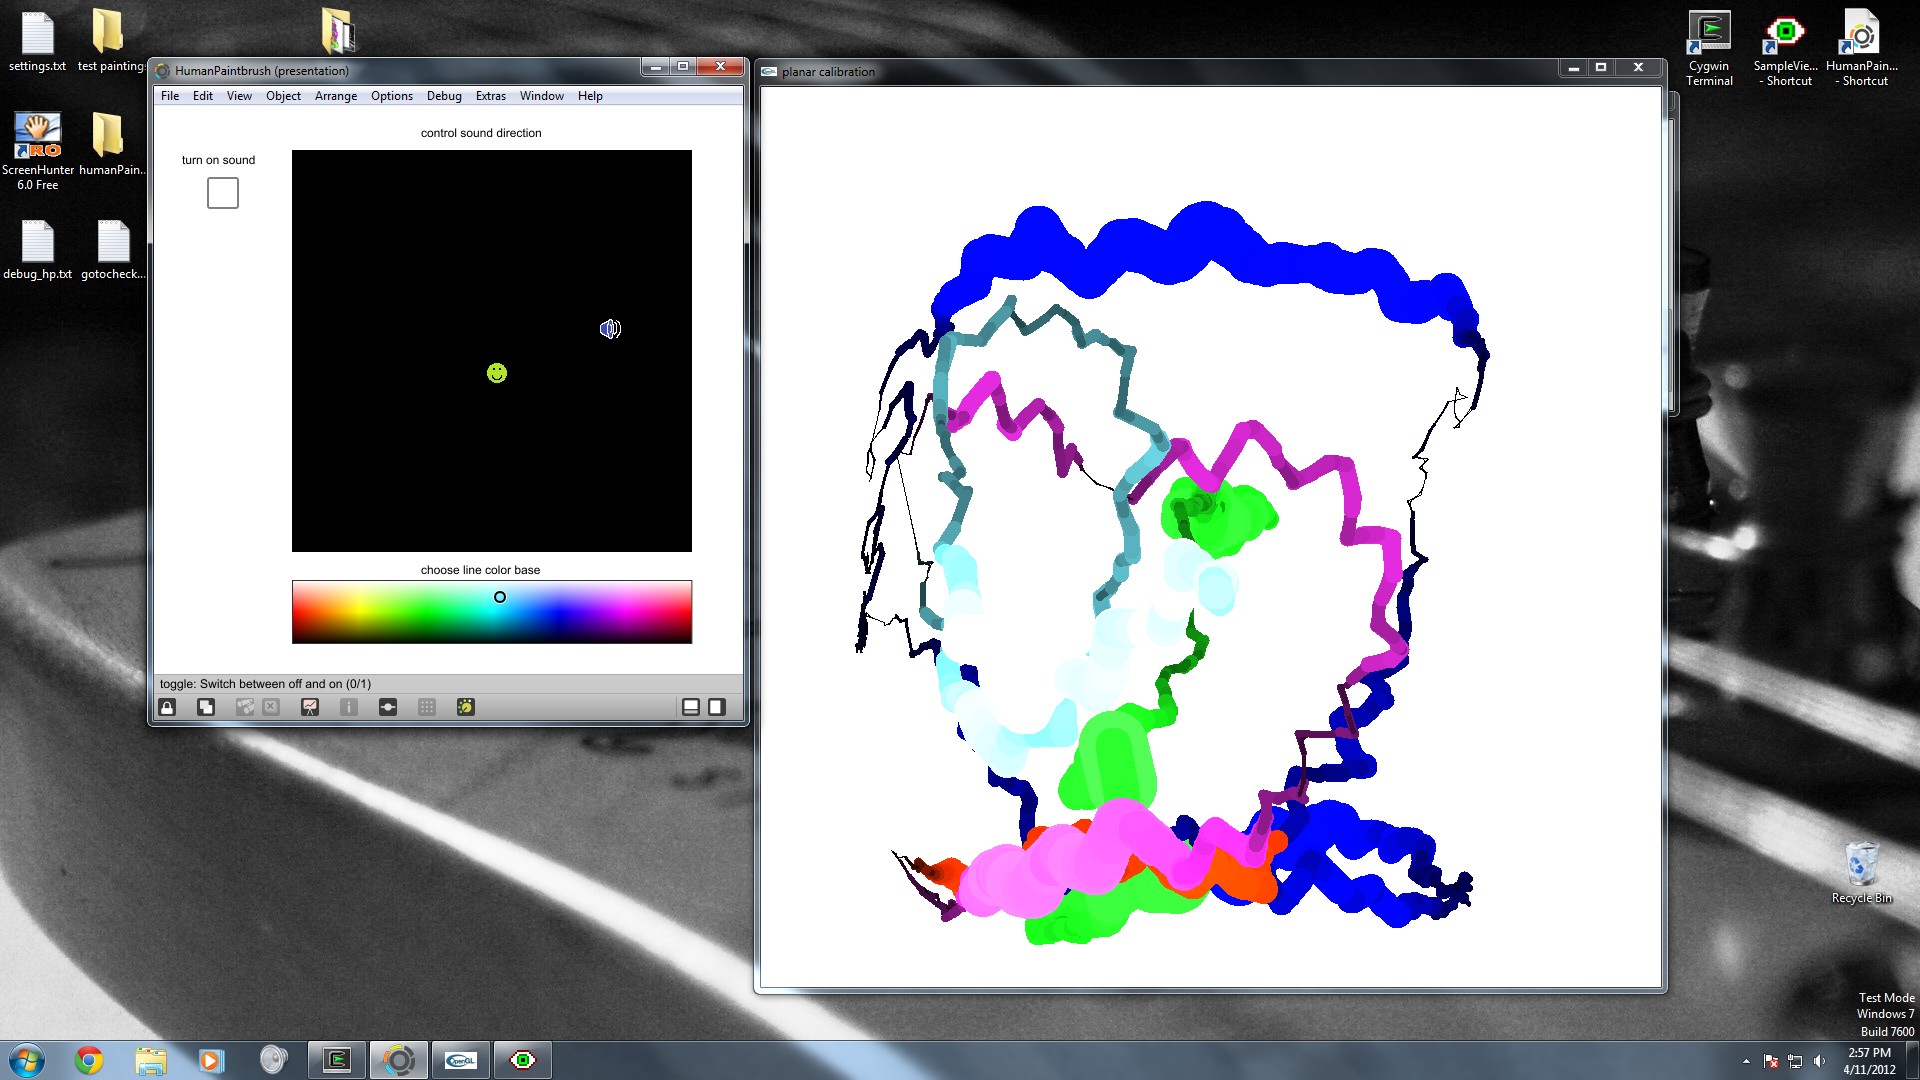 settings.txt
test painting
Cygwin
Terminal
SampleVie...
- Shortcut
HumanPain...
- Shortcut
ScreenHunter
6.0 Free
RO
humanPain...
debug_hp.txt
gotocheck...
HumanPaintbrush (presentation)
File Edit View Object Arrange Options Debug Extras Window Help
control sound direction
turn on sound
choose line color base
toggle: Switch between off and on (0/1)
planar calibration
Recycle Bin
Test Mode
Windows 7
Build 7600
OpenGL
2:57 PM
4/11/2012